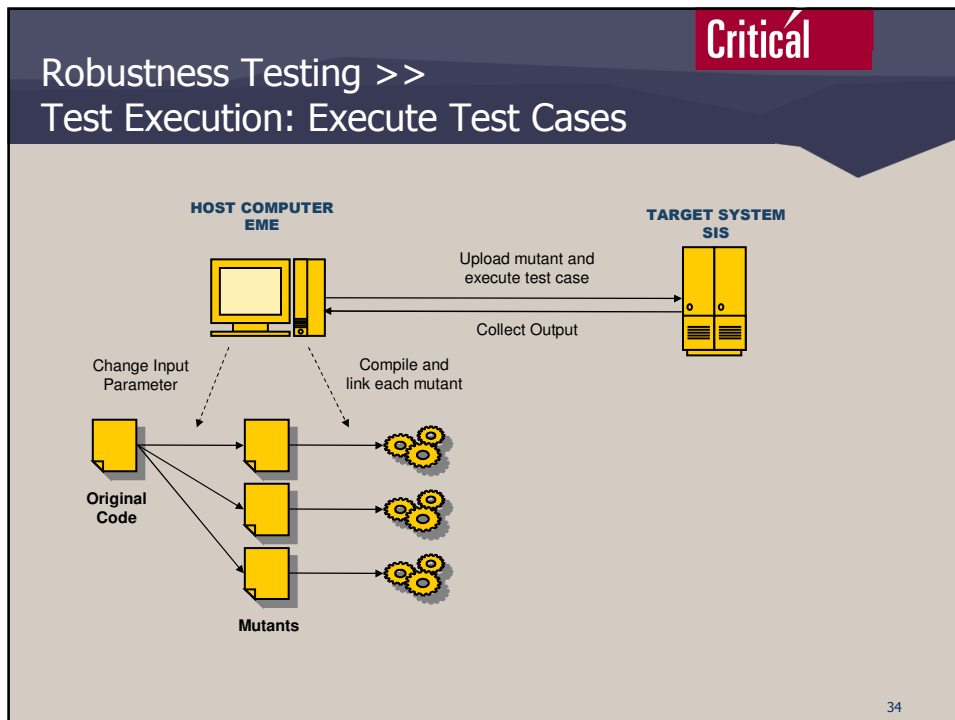 Critical
Robustness Testing >>
Test Execution: Execute Test Cases
HOST COMPUTER
EME
TARGET SYSTEM
SIS
Upload mutant and
execute test case
Collect Output
Change Input
Parameter
Compile and
link each mutant
Original
Code
Mutants
34